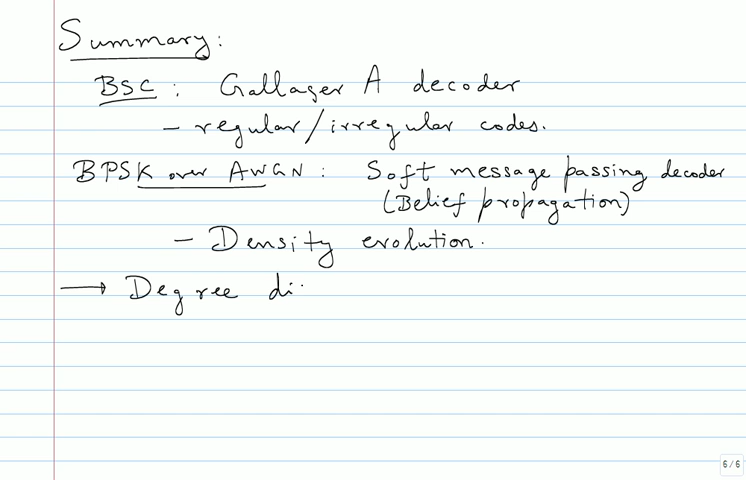 Summary:
BSC: Gallager A decoder
- regular/irregular codes.
BPSK over AWGN: Soft message passing decoder
(Belief propagation)
- Density evolution.
→ Degree di
6/6